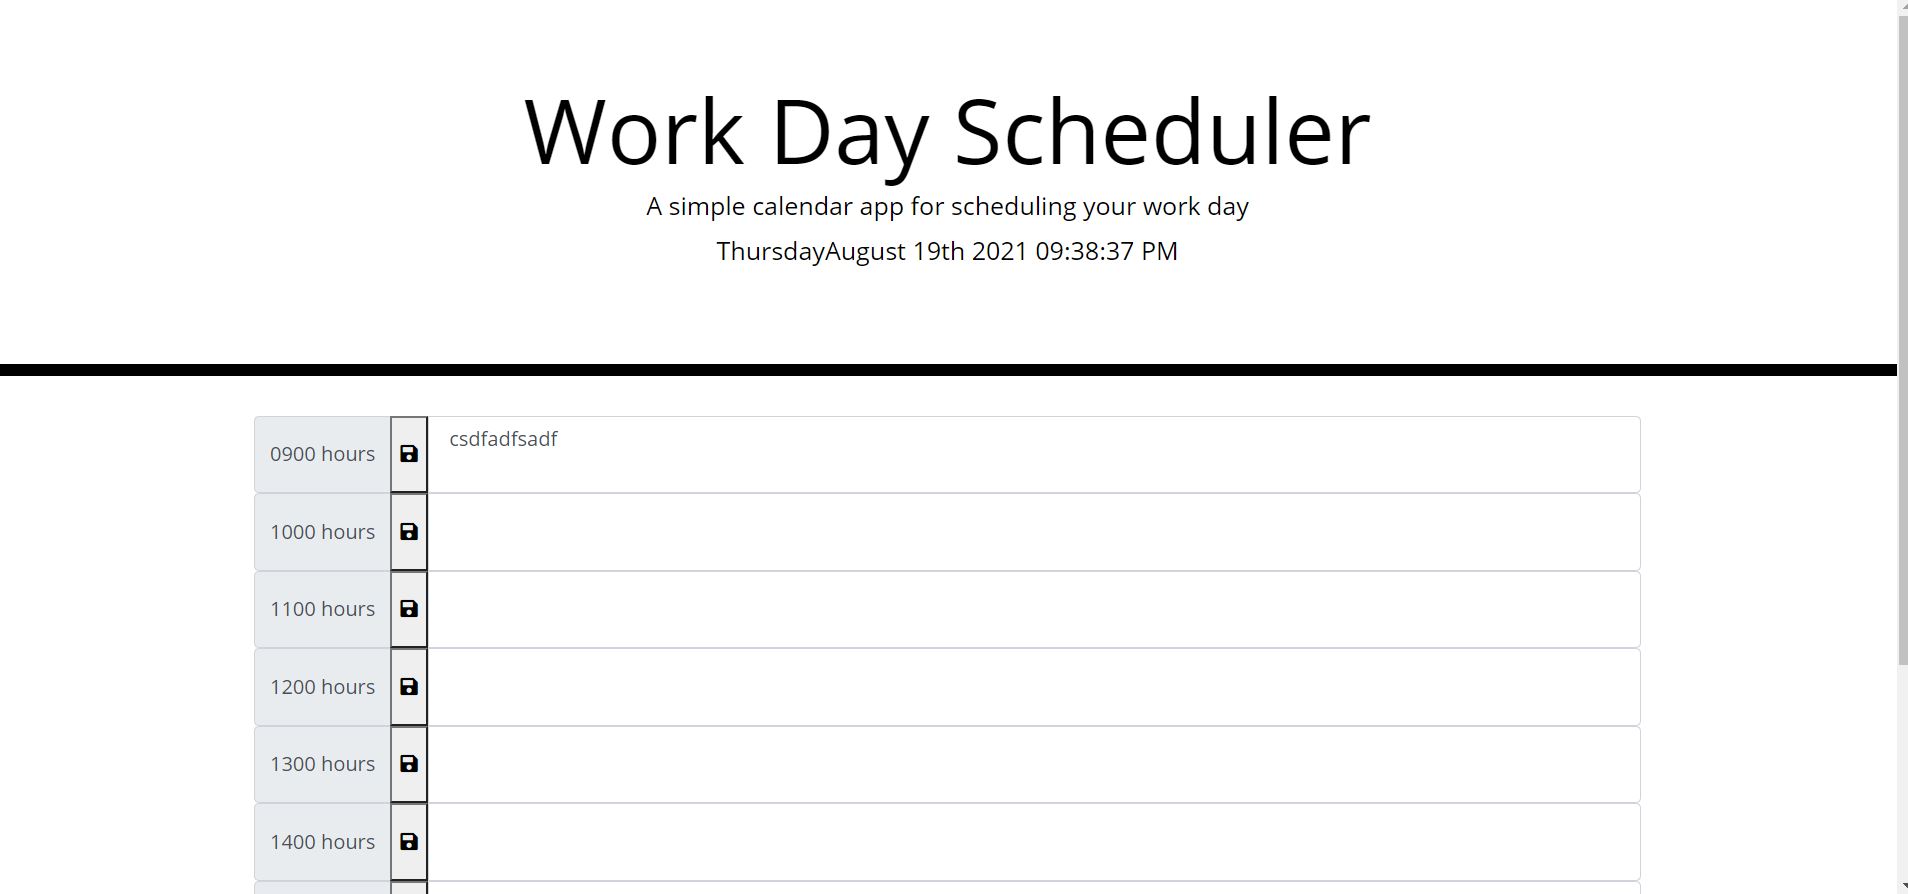 Work Day Scheduler
A simple calendar app for scheduling your work day
ThursdayAugust 19th 2021 09:38:37 PM
0900 hours csdfadfsadf
1000 hours
1100 hours
1200 hours
1300 hours
1400 hours